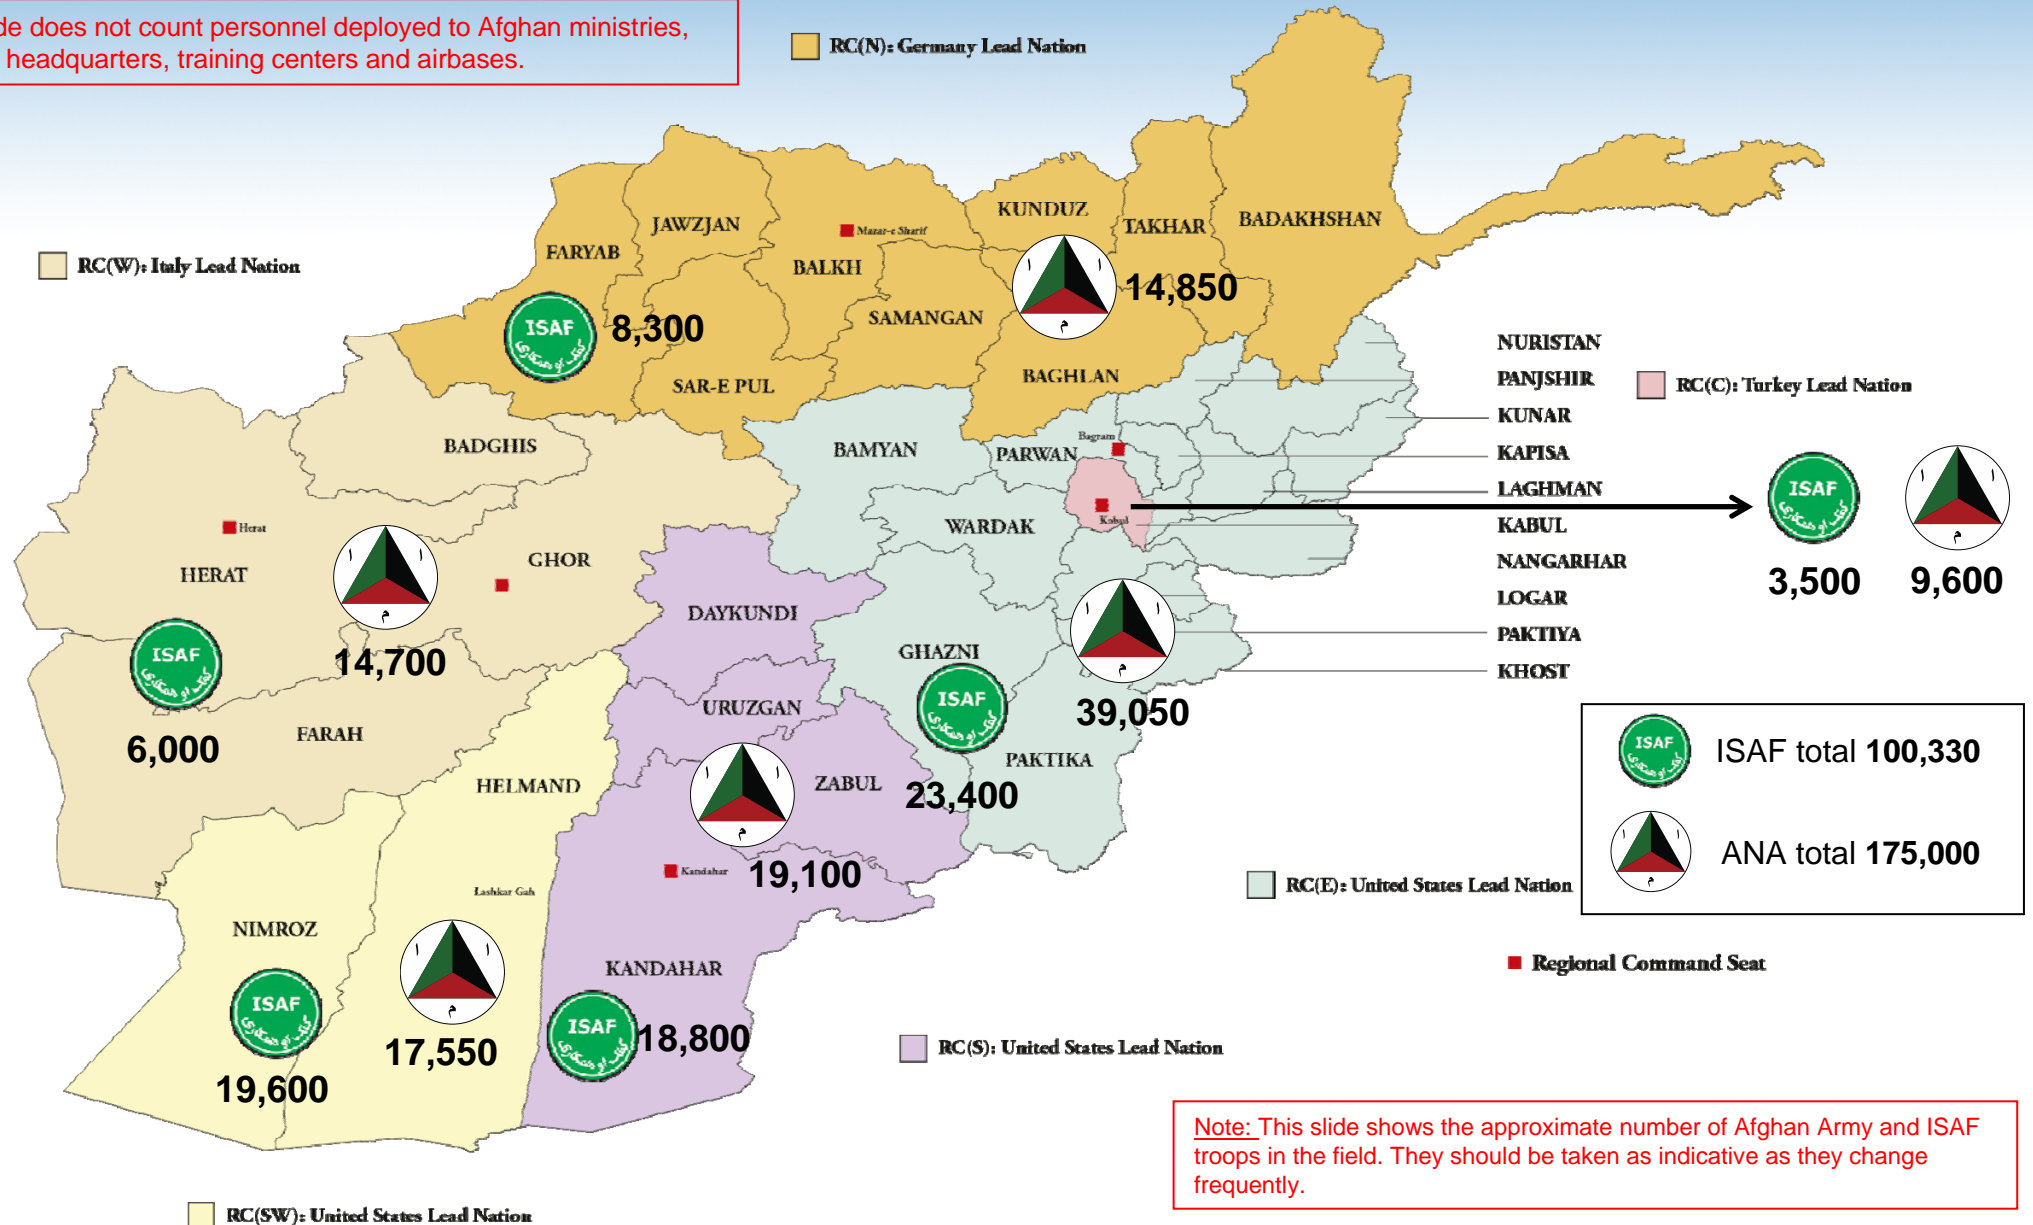 de does not count personnel deployed to Afghan ministries,
headquarters, training centers and airbases.
RC(N): Germany Lead Nation
RC(W): Italy Lead Nation
RC(C): Turkey Lead Nation
FARYAB
JAWZJAN
Mazar-e Sharif
BALKH
KUNDUZ
TAKHAR
BADAKHSHAN
SAMANGAN
SAR-E PUL
BAGHLAN
ISAF
8,300
ا ا
م
14,850
NURISTAN
PANJSHIR
KUNAR
KAPISA
LAGHMAN
KABUL
NANGARHAR
LOGAR
PAKTIYA
KHOST
BADGHIS
Herat
HERAT
GHOR
FARAH
ISAF
6,000
ا ا
م
14,700
BAMYAN
PARWAN
Bagram
Kabul
WARDAK
GHAZNI
PAKTIKA
ISAF
23,400
ا ا
م
39,050
ISAF
3,500
ا ا
م
9,600
DAYKUNDI
URUZGAN
ZABUL
Kandahar
KANDAHAR
ا ا
م
19,100
ISAF
18,800
HELMAND
Lashkar Gah
NIMROZ
ISAF
19,600
ا ا
م
17,550
ISAF
ISAF total 100,330
ا ا
م
ANA total 175,000
RC(E): United States Lead Nation
Regional Command Seat
RC(S): United States Lead Nation
RC(SW): United States Lead Nation
Note: This slide shows the approximate number of Afghan Army and ISAF
troops in the field. They should be taken as indicative as they change
frequently.